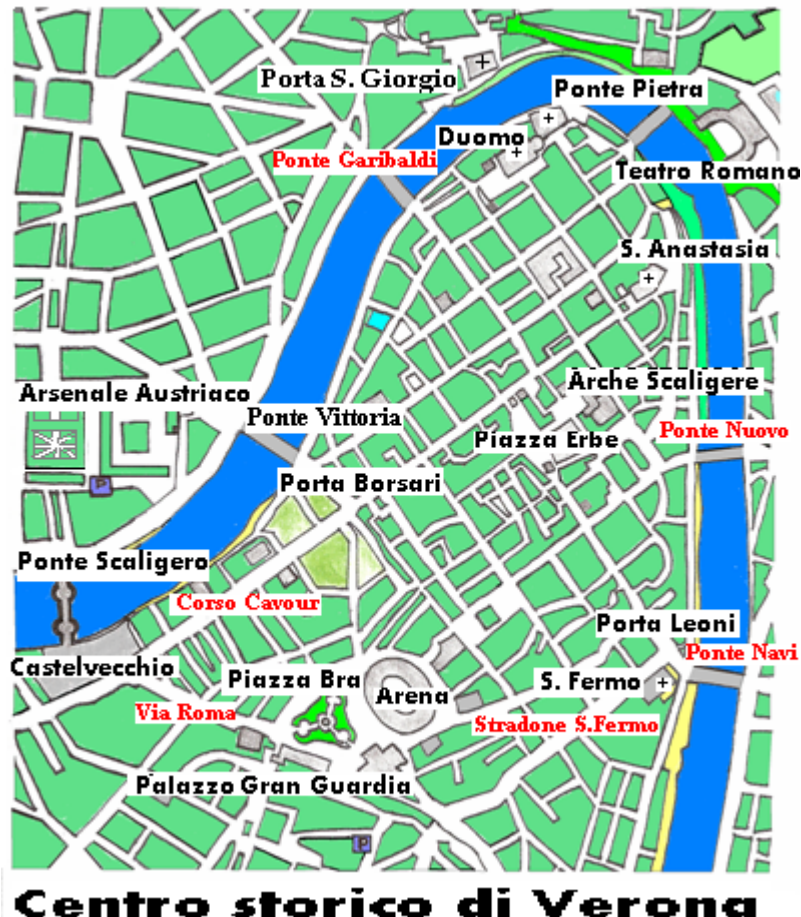 Porta S. Giorgio
Ponte Pietra
Duomo
Ponte Garibaldi
Teatro Romano
S. Anastasia
Arche Scaligere
Arsenale Austriaco
Ponte Vittoria
Ponte Nuovo
Piazza Erbe
Porta Borsari
P
Ponte Scaligero
Corso Cavour
Porta Leoni
Ponte Navi
Castelvecchio
Piazza Bra
Arena
S. Fermo
Via Roma
Stradone S.Fermo
Palazzo Gran Guardia
P
Centro storico di Verona